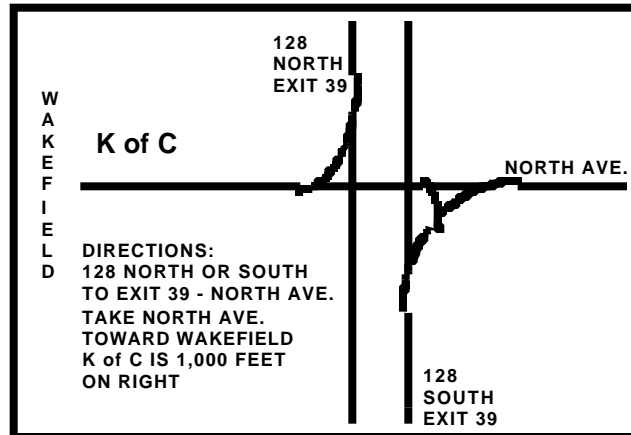 128
NORTH
EXIT 39
WAKEFIELD
K of C
NORTH AVE.
DIRECTIONS:
128 NORTH OR SOUTH
TO EXIT 39 - NORTH AVE.
TAKE NORTH AVE.
TOWARD WAKEFIELD
K of C IS 1,000 FEET
ON RIGHT
128
SOUTH
EXIT 39